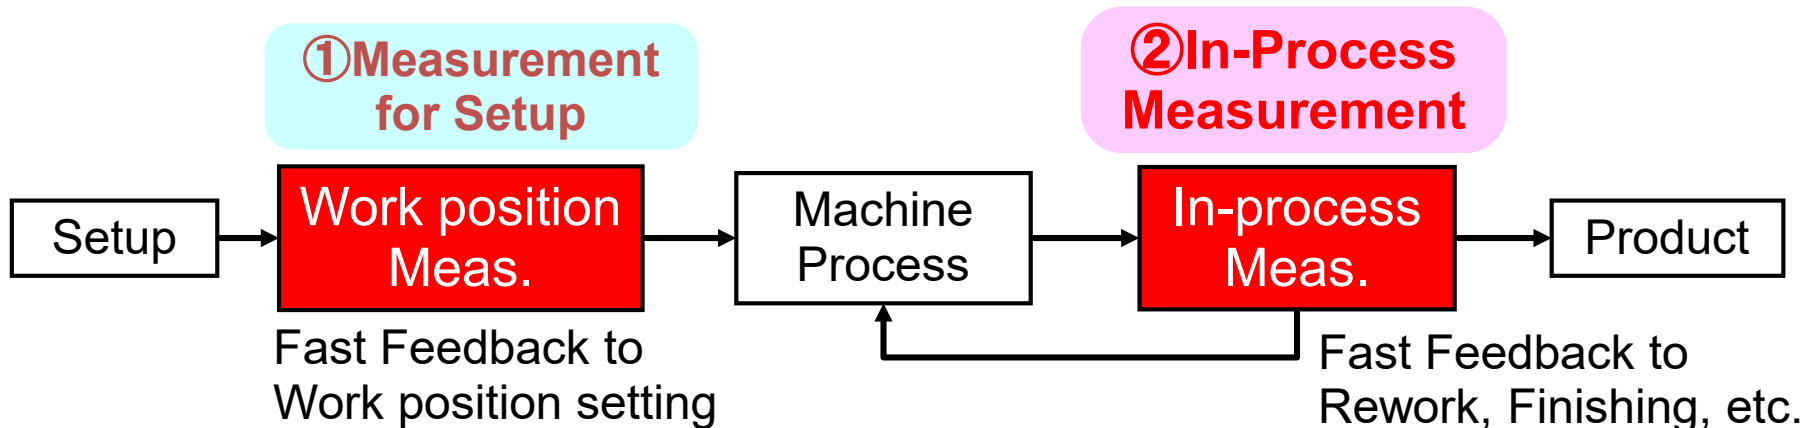 ①Measurement
for Setup
②In-Process
Measurement
Setup
Work position
Meas.
Machine
Process
In-process
Meas.
Product
Fast Feedback to
Work position setting
Fast Feedback to
Rework, Finishing, etc.